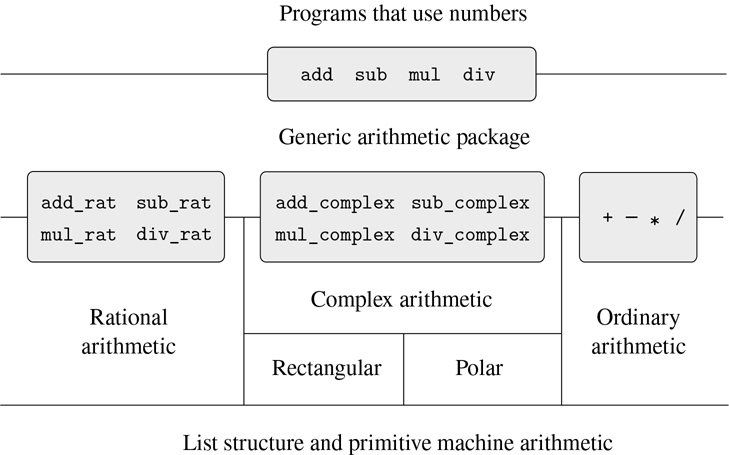 Programs that use numbers
add sub mul div
Generic arithmetic package
add_rat sub_rat
mul_rat div_rat
add_complex sub_complex
mul_complex div_complex
+ − * /
Rational
arithmetic
Complex arithmetic
Rectangular
Polar
Ordinary
arithmetic
List structure and primitive machine arithmetic